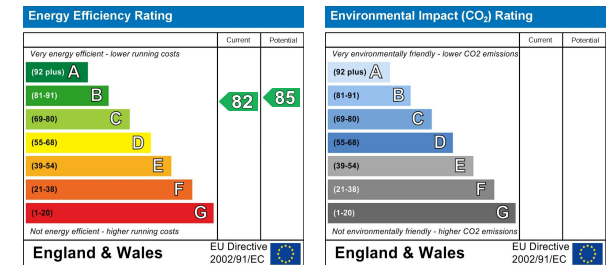 Energy Efficiency Rating
Current Potential
Very energy efficient - lower running costs
(92 plus) A
(81-91) B
82 85
(69-80) C
(55-68) D
(39-54) E
(21-38) F
(1-20) G
Not energy efficient - higher running costs
England & Wales
EU Directive
2002/91/EC
Environmental Impact (CO₂) Rating
Current Potential
Very environmentally friendly - lower CO2 emissions
(92 plus) A
(81-91) B
(69-80) C
(55-68) D
(39-54) E
(21-38) F
(1-20) G
Not environmentally friendly - higher CO2 emissions
England & Wales
EU Directive
2002/91/EC